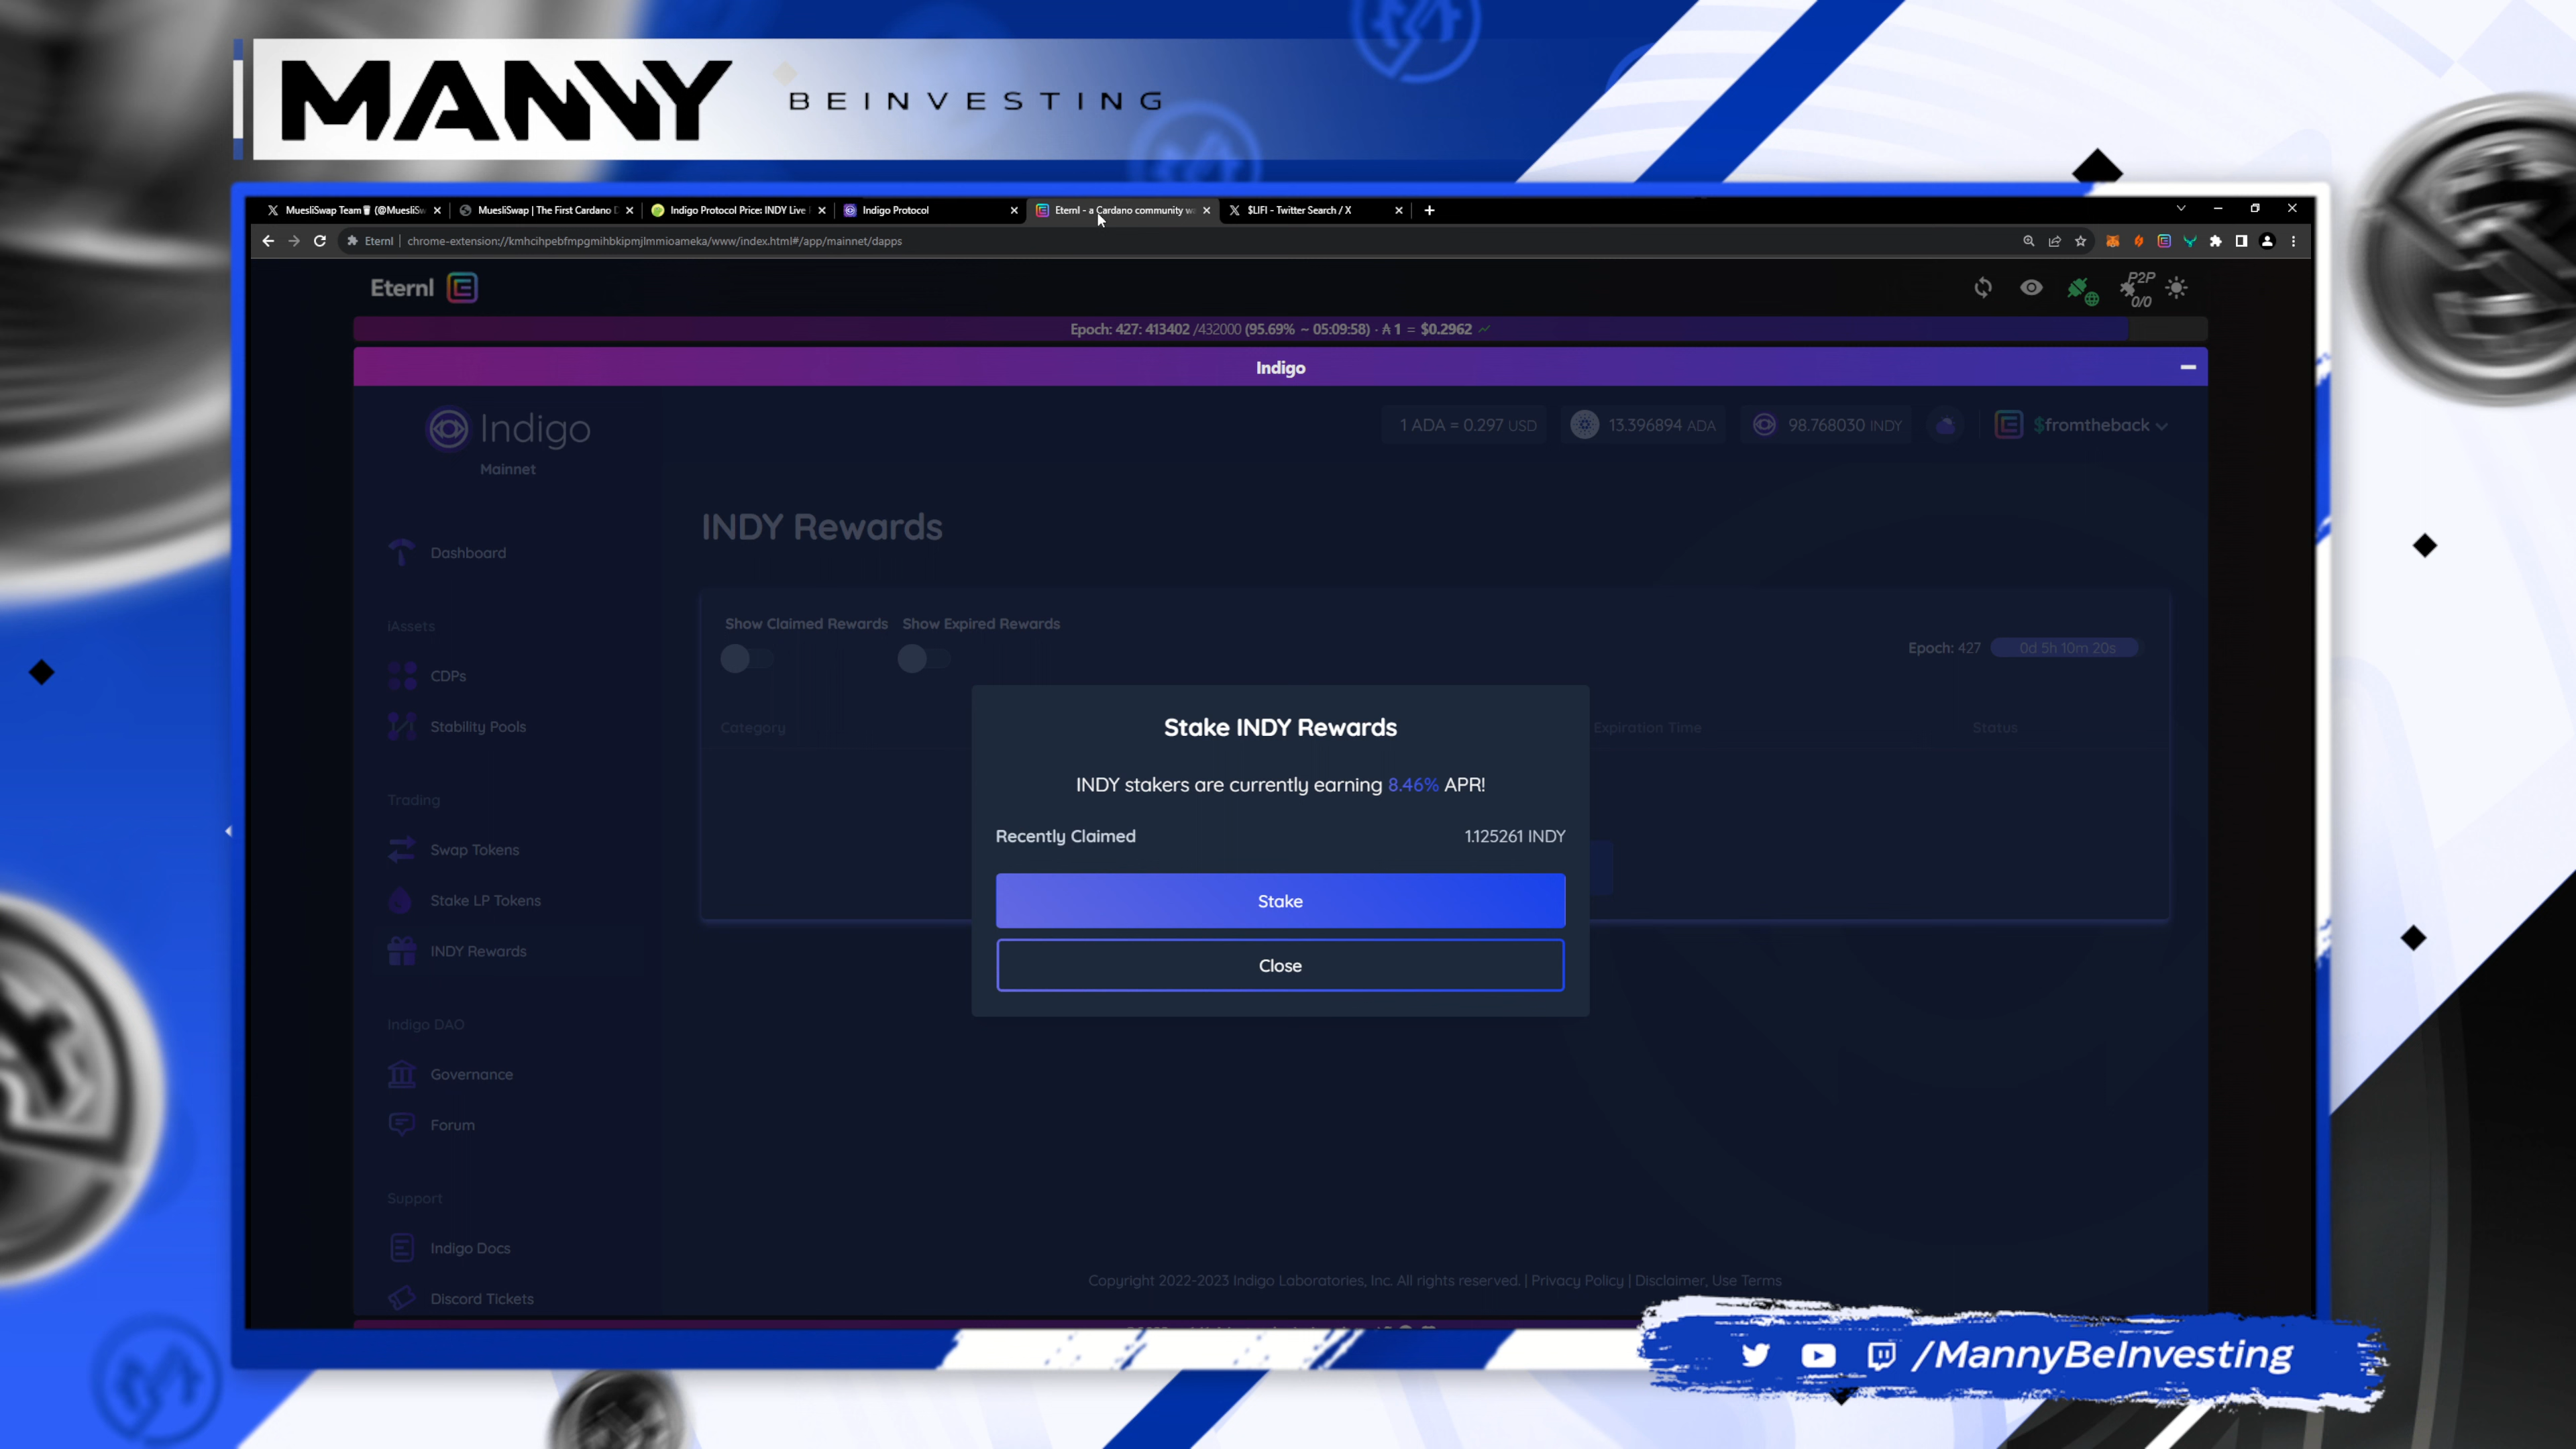 MANNY BEINVESTING
MuesliSwap Team (@MuesliSw
MuesliSwap | The First Cardano D
Indigo Protocol Price: INDY Live
Indigo Protocol
Eternl - a Cardano community wa
$LIFI - Twitter Search / X
Eternl
chrome-extension://kmhcihpebfmpgmihbkipmjlmmioameka/www/index.html#/app/mainnet/dapps
Eternl
P2P
0/0
Epoch: 427: 413402 /432000 (95.69% ~ 05:09:58) · ₳ 1 = $0.2962
Indigo
Indigo
Mainnet
1 ADA = 0.297 USD
13.396894 ADA
98.768030 INDY
$fromtheback
INDY Rewards
Dashboard
iAssets
CDPs
Stability Pools
Trading
Swap Tokens
Stake LP Tokens
INDY Rewards
Indigo DAO
Governance
Forum
Support
Indigo Docs
Discord Tickets
Show Claimed Rewards
Show Expired Rewards
Epoch: 427
0d 5h 10m 20s
Category
Expiration Time
Status
Stake INDY Rewards
INDY stakers are currently earning 8.46% APR!
Recently Claimed
1.125261 INDY
Stake
Close
Copyright 2022-2023 Indigo Laboratories, Inc. All rights reserved. | Privacy Policy | Disclaimer, Use Terms
/MannyBeInvesting